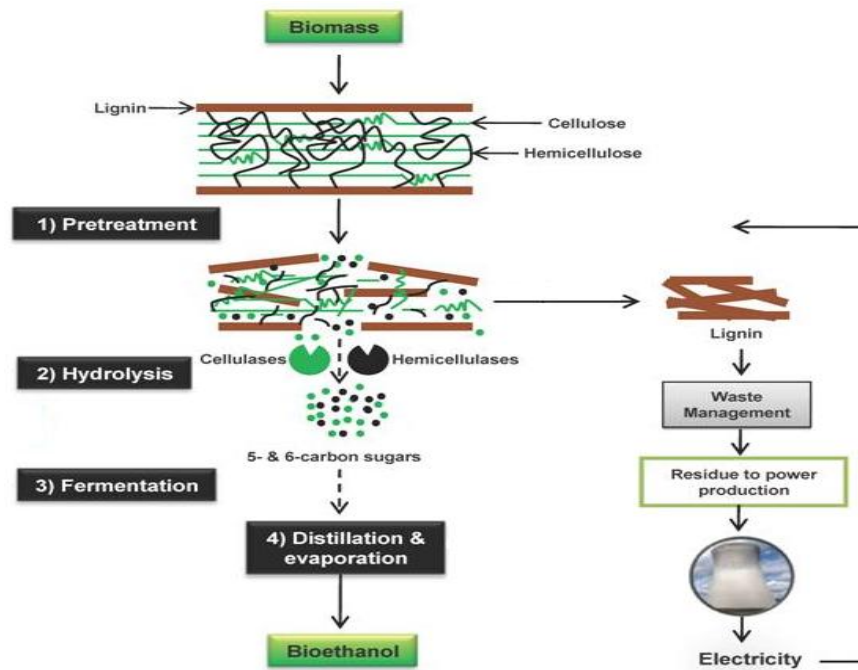 Biomass
Lignin
Cellulose
Hemicellulose
1) Pretreatment
Lignin
Cellulases
Hemicellulases
2) Hydrolysis
Waste
Management
5- & 6-carbon sugars
3) Fermentation
Residue to power
production
4) Distillation &
evaporation
Bioethanol
Electricity